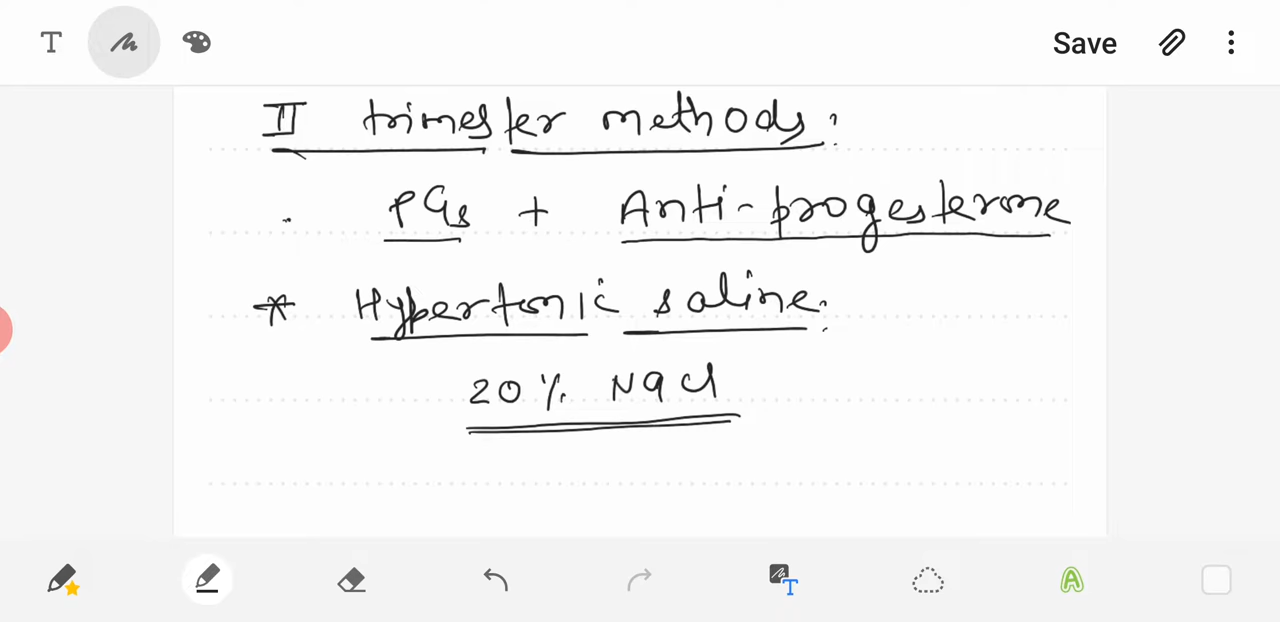 T Save
II trimester methods:
PGs + Anti-progesterone
* Hypertonic saline:
20% NaCl